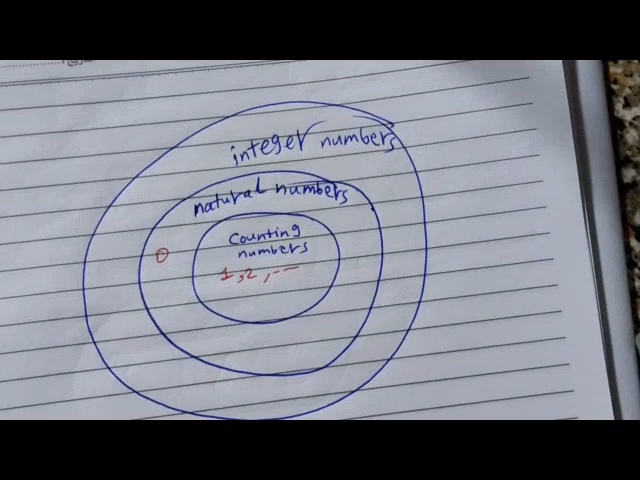 integer numbers
natural numbers
Counting
numbers
0
1,2,---